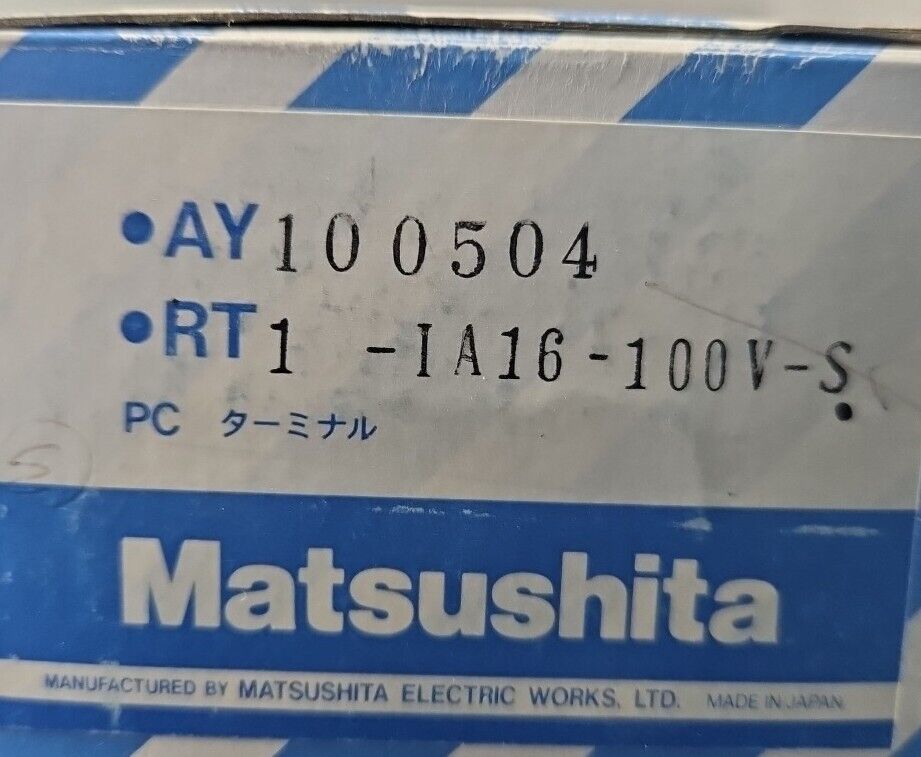 •AY100504
•RT1 -IA16-100V-S
PC ターミナル
S
Matsushita
MANUFACTURED BY MATSUSHITA ELECTRIC WORKS, LTD. MADE IN JAPAN